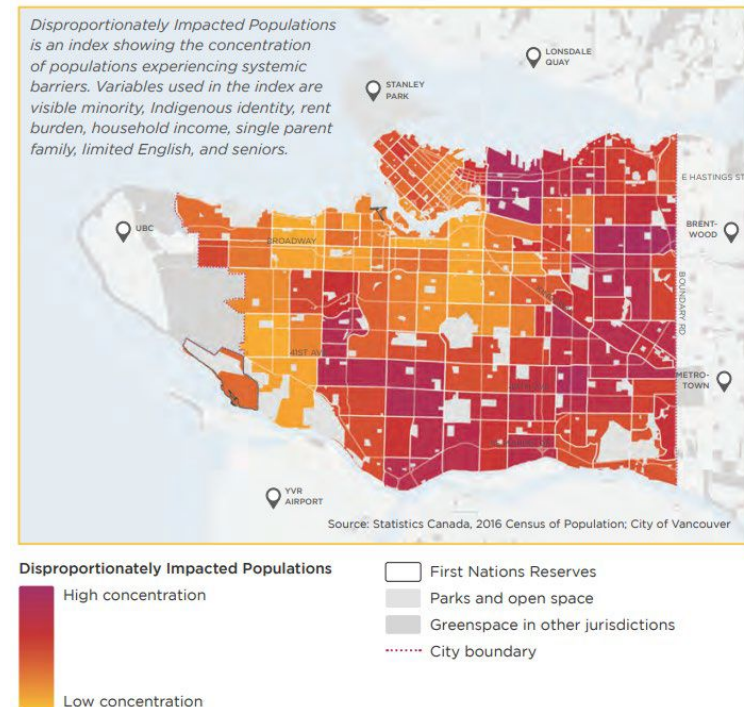 Disproportionately Impacted Populations
is an index showing the concentration
of populations experiencing systemic
barriers. Variables used in the index are
visible minority, Indigenous identity, rent
burden, household income, single parent
family, limited English, and seniors.
LONSDALE
QUAY
STANLEY
PARK
E HASTINGS ST
UBC
BRENT-
WOOD
BROADWAY
BOUNDARY RD
41ST AV
METRO-
TOWN
YVR
AIRPORT
Source: Statistics Canada, 2016 Census of Population; City of Vancouver
Disproportionately Impacted Populations
High concentration
Low concentration
First Nations Reserves
Parks and open space
Greenspace in other jurisdictions
City boundary